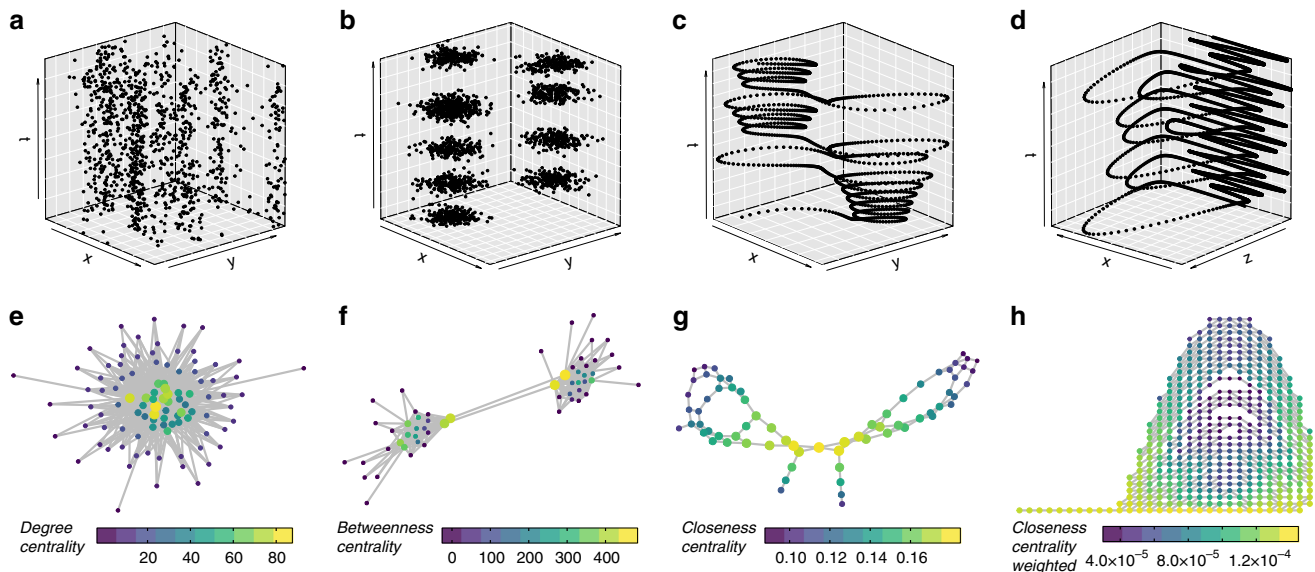 a
b
c
d
t
x
y
t
x
y
t
x
y
t
x
z
e
f
g
h
Degree
centrality
20 40 60 80
Betweenness
centrality
0 100 200 300 400
Closeness
centrality
0.10 0.12 0.14 0.16
Closeness
centrality
weighted
4.0×10⁻⁵ 8.0×10⁻⁵ 1.2×10⁻⁴